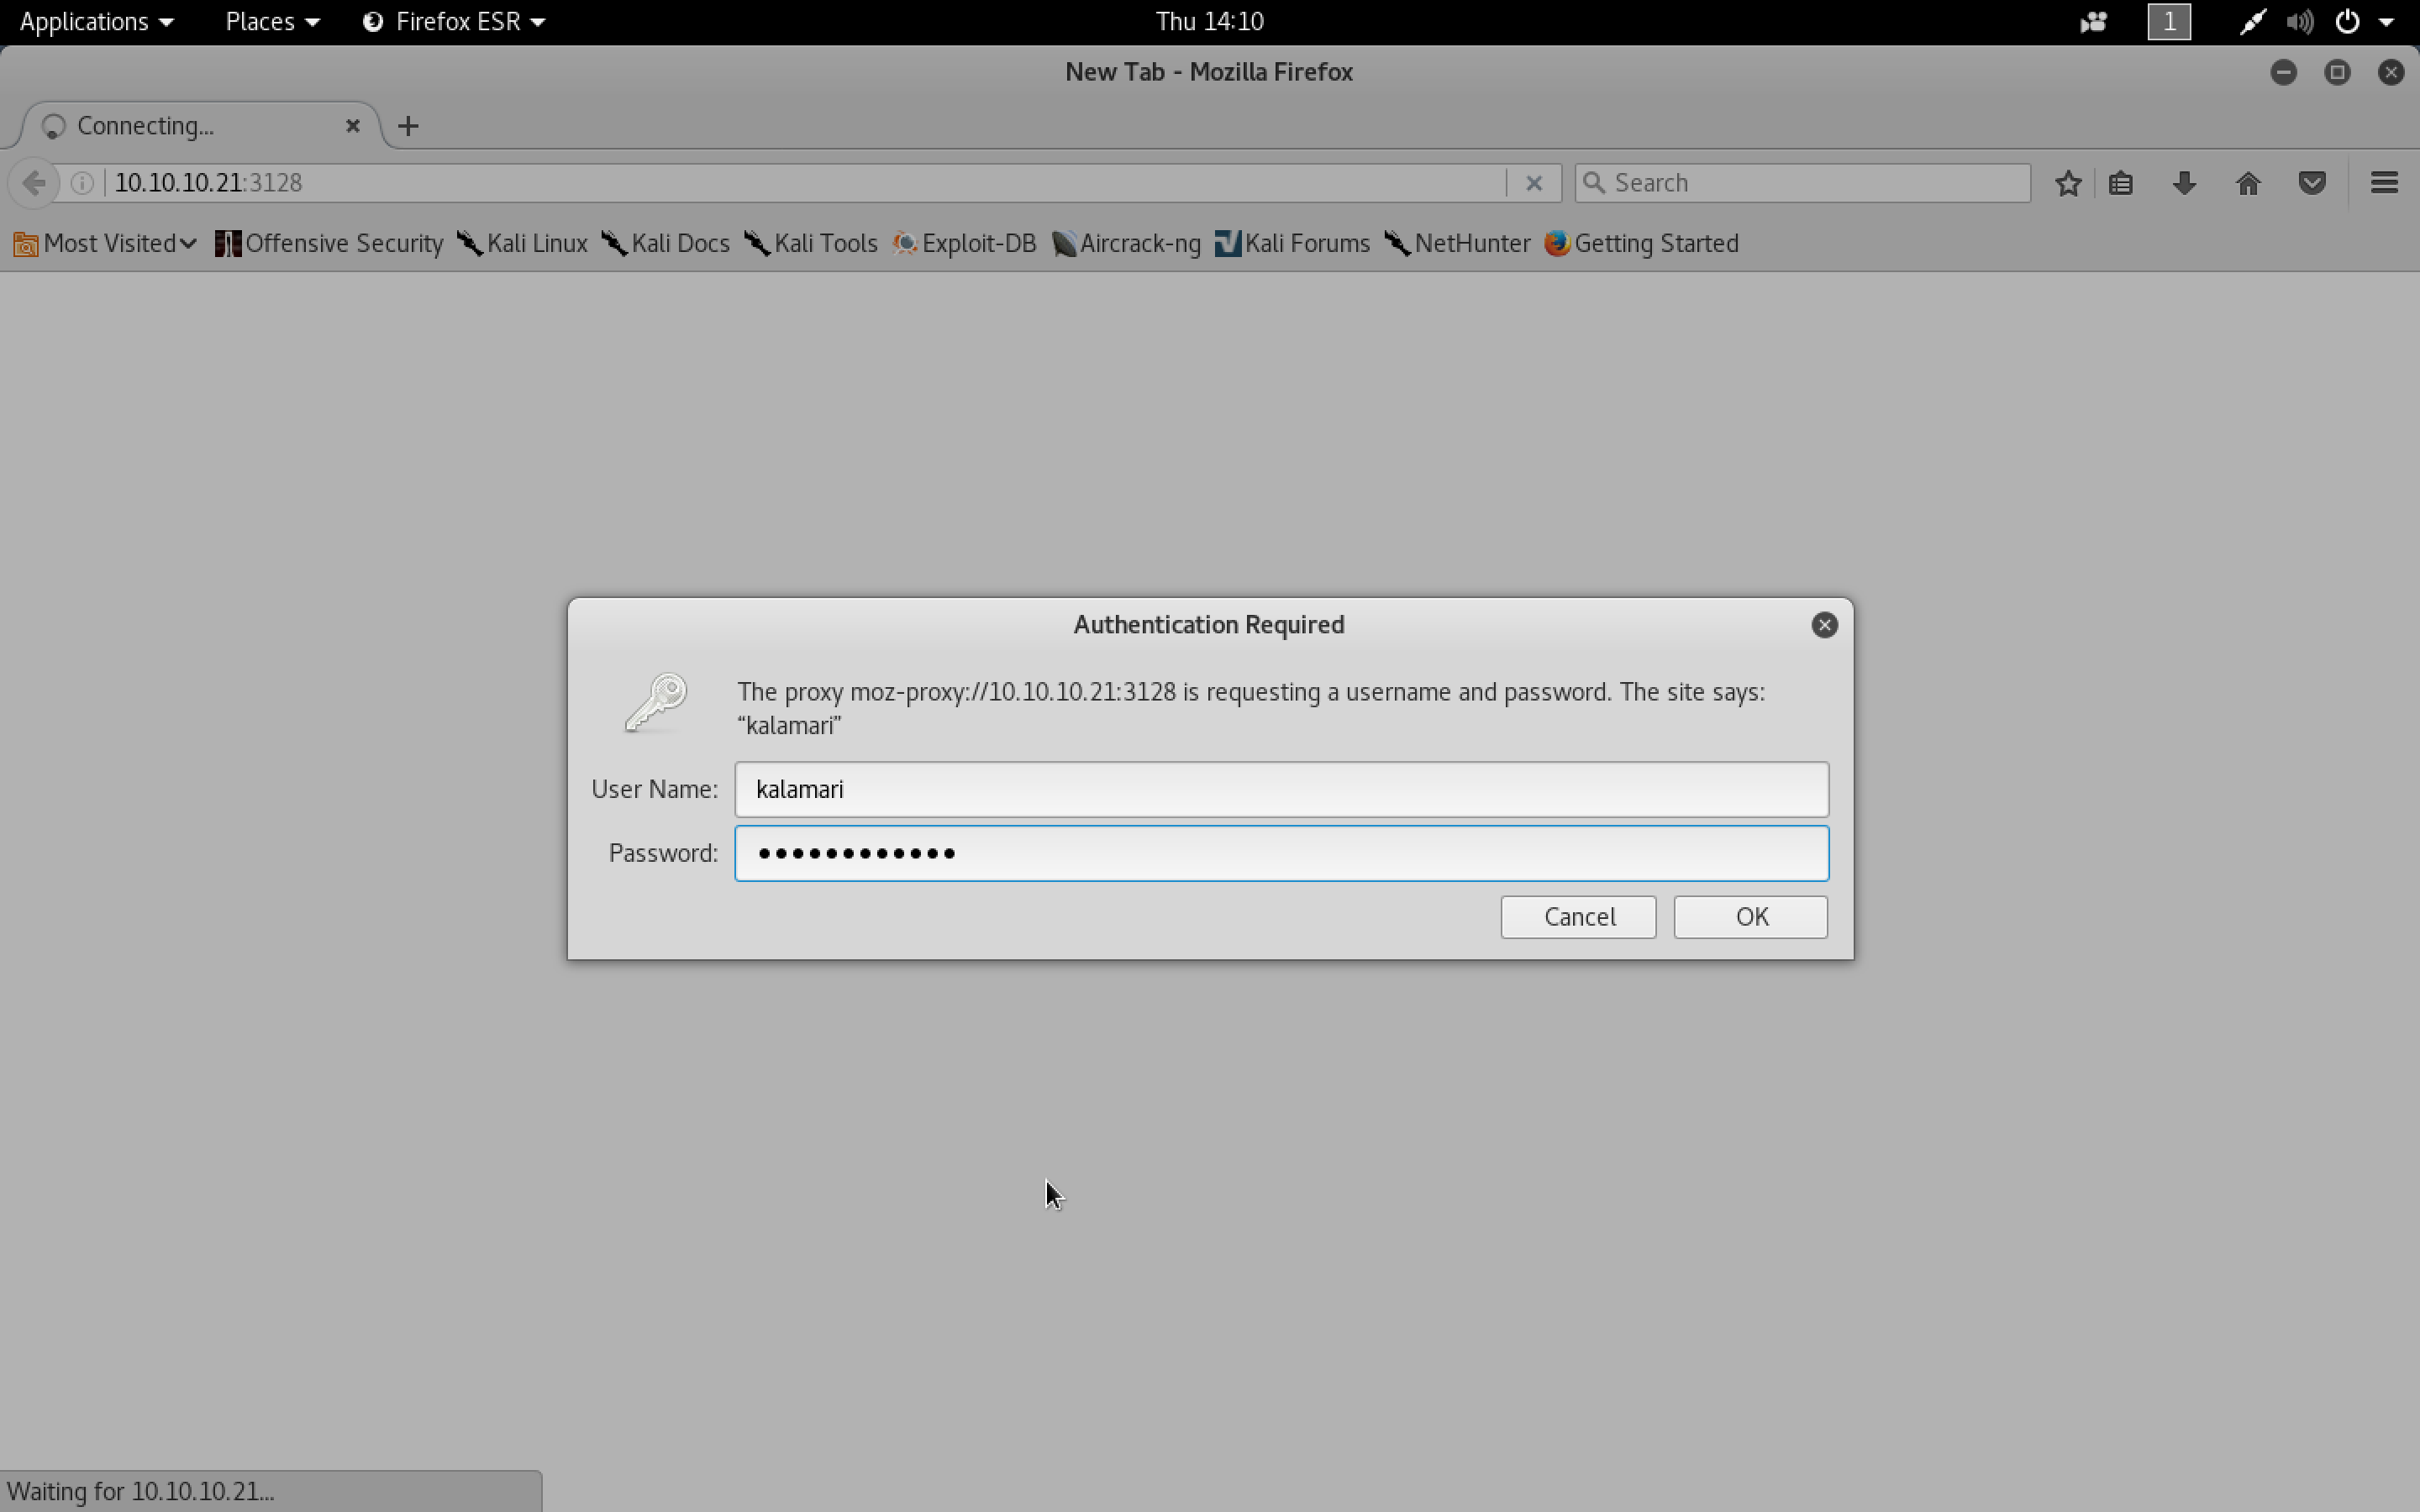 Applications Places Firefox ESR Thu 14:10 1
New Tab - Mozilla Firefox
Connecting...
10.10.10.21:3128 Search
Most Visited Offensive Security Kali Linux Kali Docs Kali Tools Exploit-DB Aircrack-ng Kali Forums NetHunter Getting Started
Authentication Required
The proxy moz-proxy://10.10.10.21:3128 is requesting a username and password. The site says:
“kalamari”
User Name: kalamari
Password: ●●●●●●●●●●●●
Cancel OK
Waiting for 10.10.10.21...